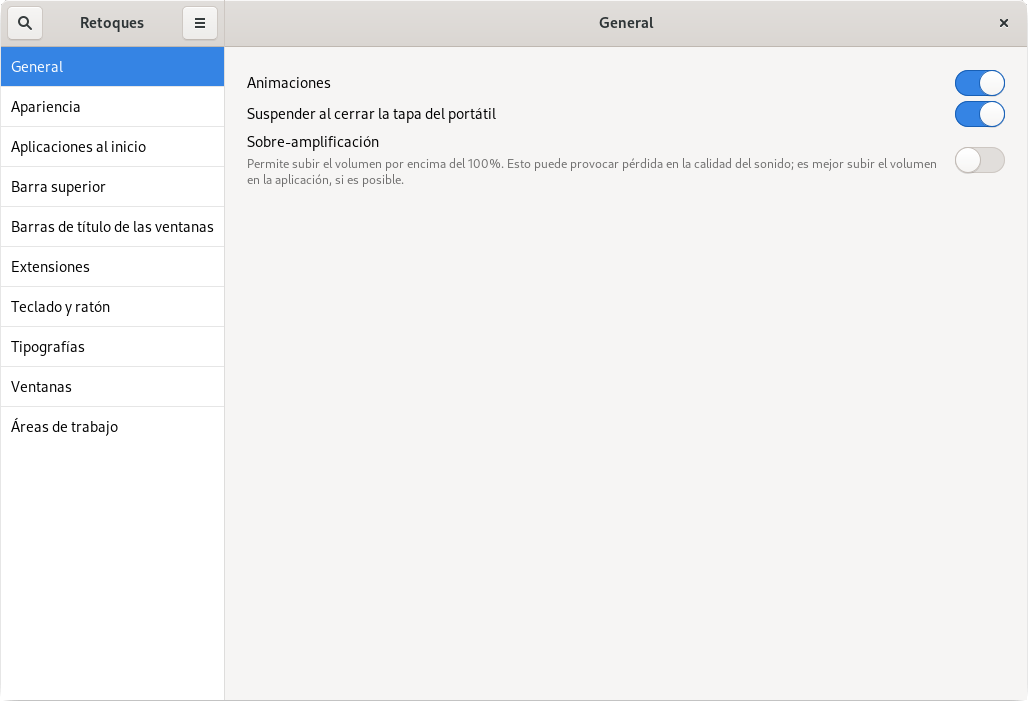 Retoques
General
General
Apariencia
Aplicaciones al inicio
Barra superior
Barras de título de las ventanas
Extensiones
Teclado y ratón
Tipografías
Ventanas
Áreas de trabajo
Animaciones
Suspender al cerrar la tapa del portátil
Sobre-amplificación
Permite subir el volumen por encima del 100%. Esto puede provocar pérdida en la calidad del sonido; es mejor subir el volumen
en la aplicación, si es posible.